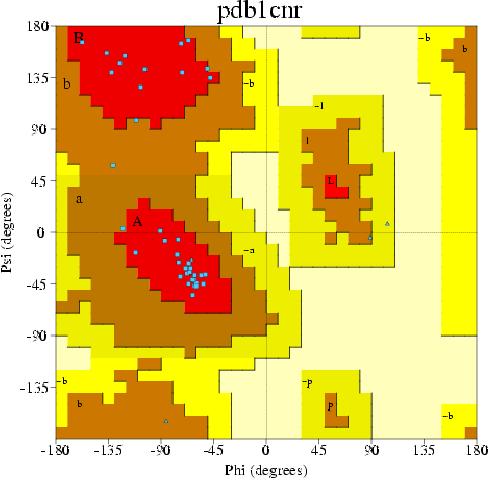 pdb1cnr
180
B
~b
b
b
135
b
~b
~l
90
l
45
L
a
A
0
~a
Psi (degrees)
-45
-90
~b
~p
-135
b
p
~b
-180
-135
-90
-45
0
45
90
135
180
Phi (degrees)